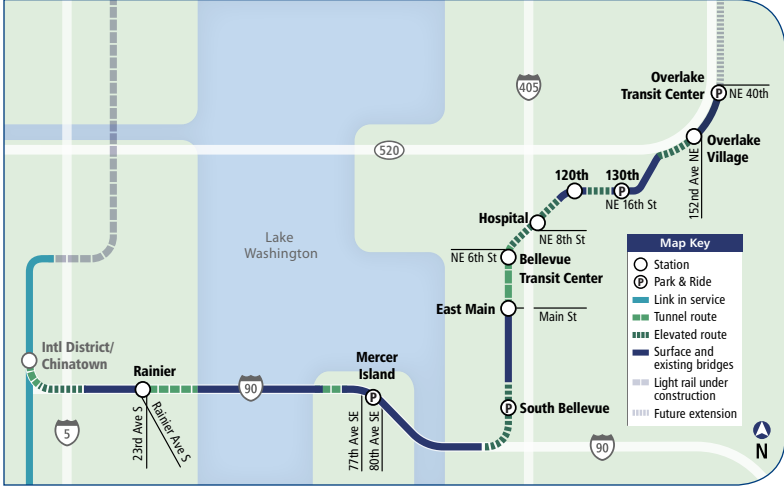 405
Overlake
Transit Center
P
NE 40th
520
Overlake
Village
152nd Ave NE
120th
130th
P
NE 16th St
Hospital
NE 8th St
Lake
Washington
NE 6th St
Bellevue
Transit Center
East Main
Main St
Intl District/
Chinatown
Rainier
Mercer
Island
90
P
P
South Bellevue
23rd Ave S
Rainier Ave S
77th Ave SE
80th Ave SE
5
90
Map Key
Station
P
Park & Ride
Link in service
Tunnel route
Elevated route
Surface and
existing bridges
Light rail under
construction
Future extension
N